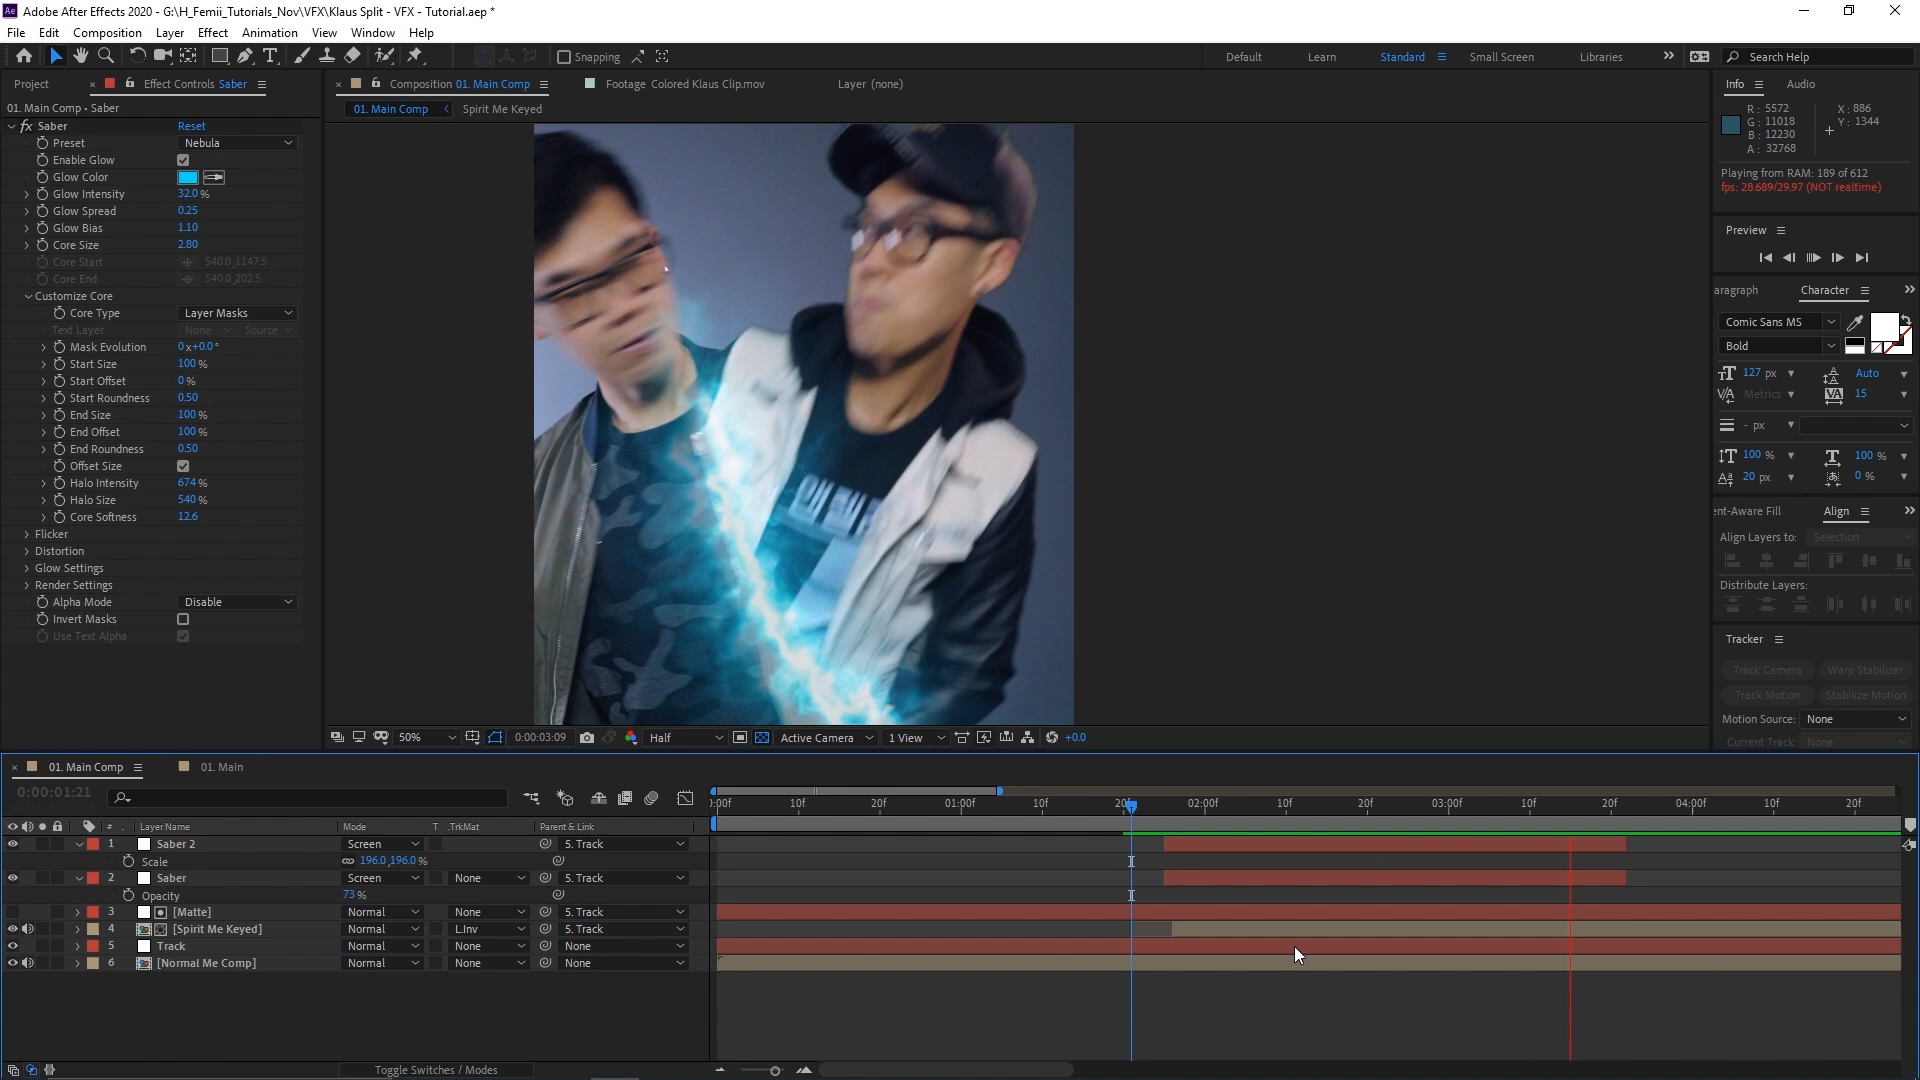 Adobe After Effects 2020 - G:\H_Femii_Tutorials_Nov\VFX\Klaus Split - VFX - Tutorial.aep *
File Edit Composition Layer Effect Animation View Window Help
Snapping Default Learn Standard Small Screen Libraries Search Help
Project Effect Controls Saber Composition 01. Main Comp Footage Colored Klaus Clip.mov Layer (none) Info Audio
01. Main Comp • Saber
01. Main Comp Spirit Me Keyed
Saber Reset
Preset Nebula
Enable Glow
Glow Color
Glow Intensity 32.0 %
Glow Spread 0.25
Glow Bias 1.10
Core Size 2.80
Core Start 540.0,1147.5
Core End 540.0,202.5
Customize Core
Core Type Layer Masks
Text Layer None Source
Mask Evolution 0 x+0.0 °
Start Size 100 %
Start Offset 0 %
Start Roundness 0.50
End Size 100 %
End Offset 100 %
End Roundness 0.50
Offset Size
Halo Intensity 674 %
Halo Size 540 %
Core Softness 12.6
Flicker
Distortion
Glow Settings
Render Settings
Alpha Mode Disable
Invert Masks
Use Text Alpha
R : 5572 X : 886
G : 11018 Y : 1344
B : 12230
A : 32768
Playing from RAM: 189 of 612
fps: 28.689/29.97 (NOT realtime)
Preview
aragraph Character
Comic Sans MS
Bold
127 px Auto
Metrics 15
- px
100 % 100 %
20 px 0 %
ent-Aware Fill Align
Align Layers to: Selection
Distribute Layers:
Tracker
Track Camera Warp Stabilizer
Track Motion Stabilize Motion
Motion Source: None
Current Track: None
50% 0:00:03:09 Half Active Camera 1 View +0.0
01. Main Comp 01. Main
0:00:01:21
:00f 10f 20f 01:00f 10f 20f 02:00f 10f 20f 03:00f 10f 20f 04:00f 10f 20f
# Layer Name Mode T .TrkMat Parent & Link
1 Saber 2 Screen 5. Track
Scale 196.0,196.0 %
2 Saber Screen None 5. Track
Opacity 73 %
3 [Matte] Normal None 5. Track
4 [Spirit Me Keyed] Normal L.Inv 5. Track
5 Track Normal None None
6 [Normal Me Comp] Normal None None
Toggle Switches / Modes